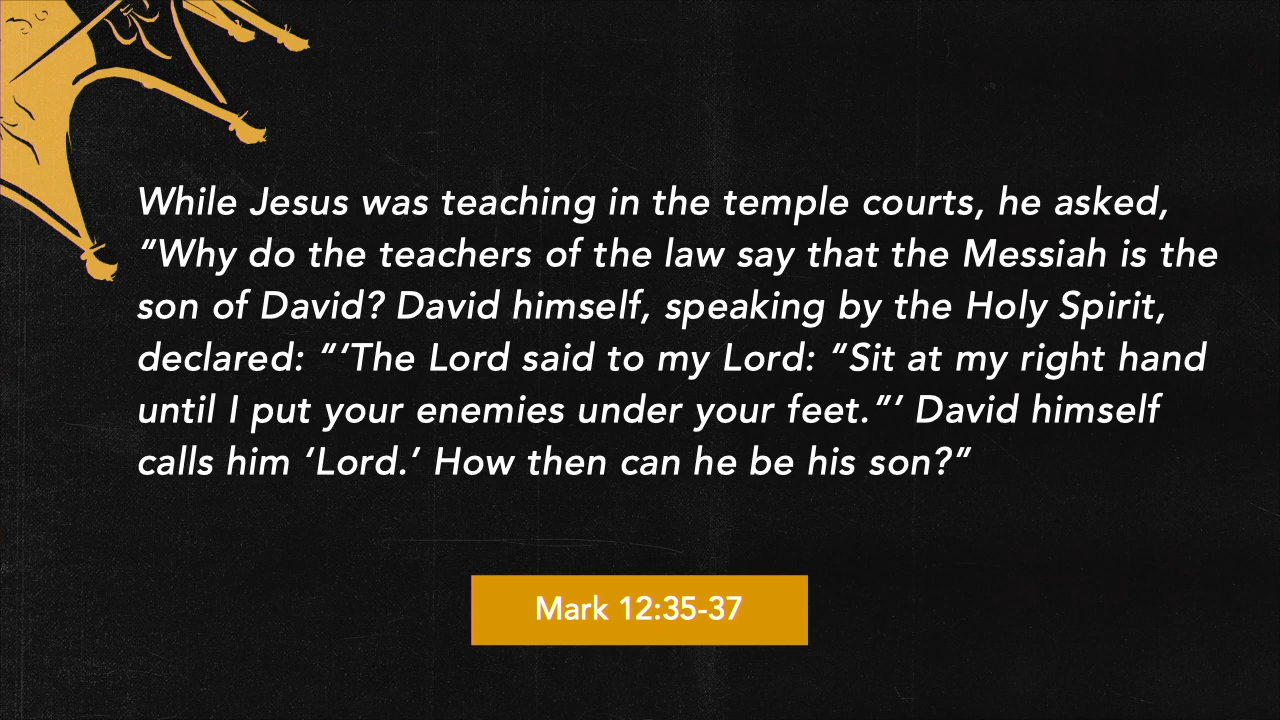 While Jesus was teaching in the temple courts, he asked,
“Why do the teachers of the law say that the Messiah is the
son of David? David himself, speaking by the Holy Spirit,
declared: “‘The Lord said to my Lord: “Sit at my right hand
until I put your enemies under your feet.”’ David himself
calls him ‘Lord.’ How then can he be his son?”
Mark 12:35-37